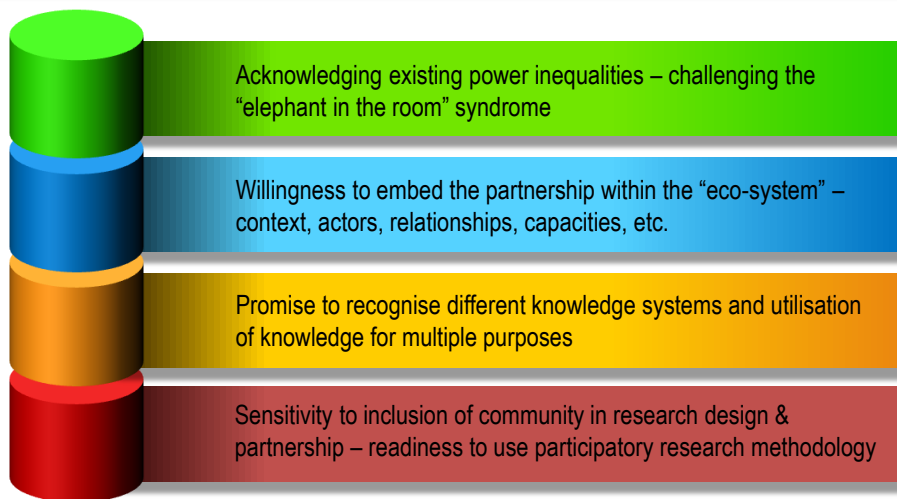 Acknowledging existing power inequalities – challenging the
“elephant in the room” syndrome
Willingness to embed the partnership within the “eco-system” –
context, actors, relationships, capacities, etc.
Promise to recognise different knowledge systems and utilisation
of knowledge for multiple purposes
Sensitivity to inclusion of community in research design &
partnership – readiness to use participatory research methodology